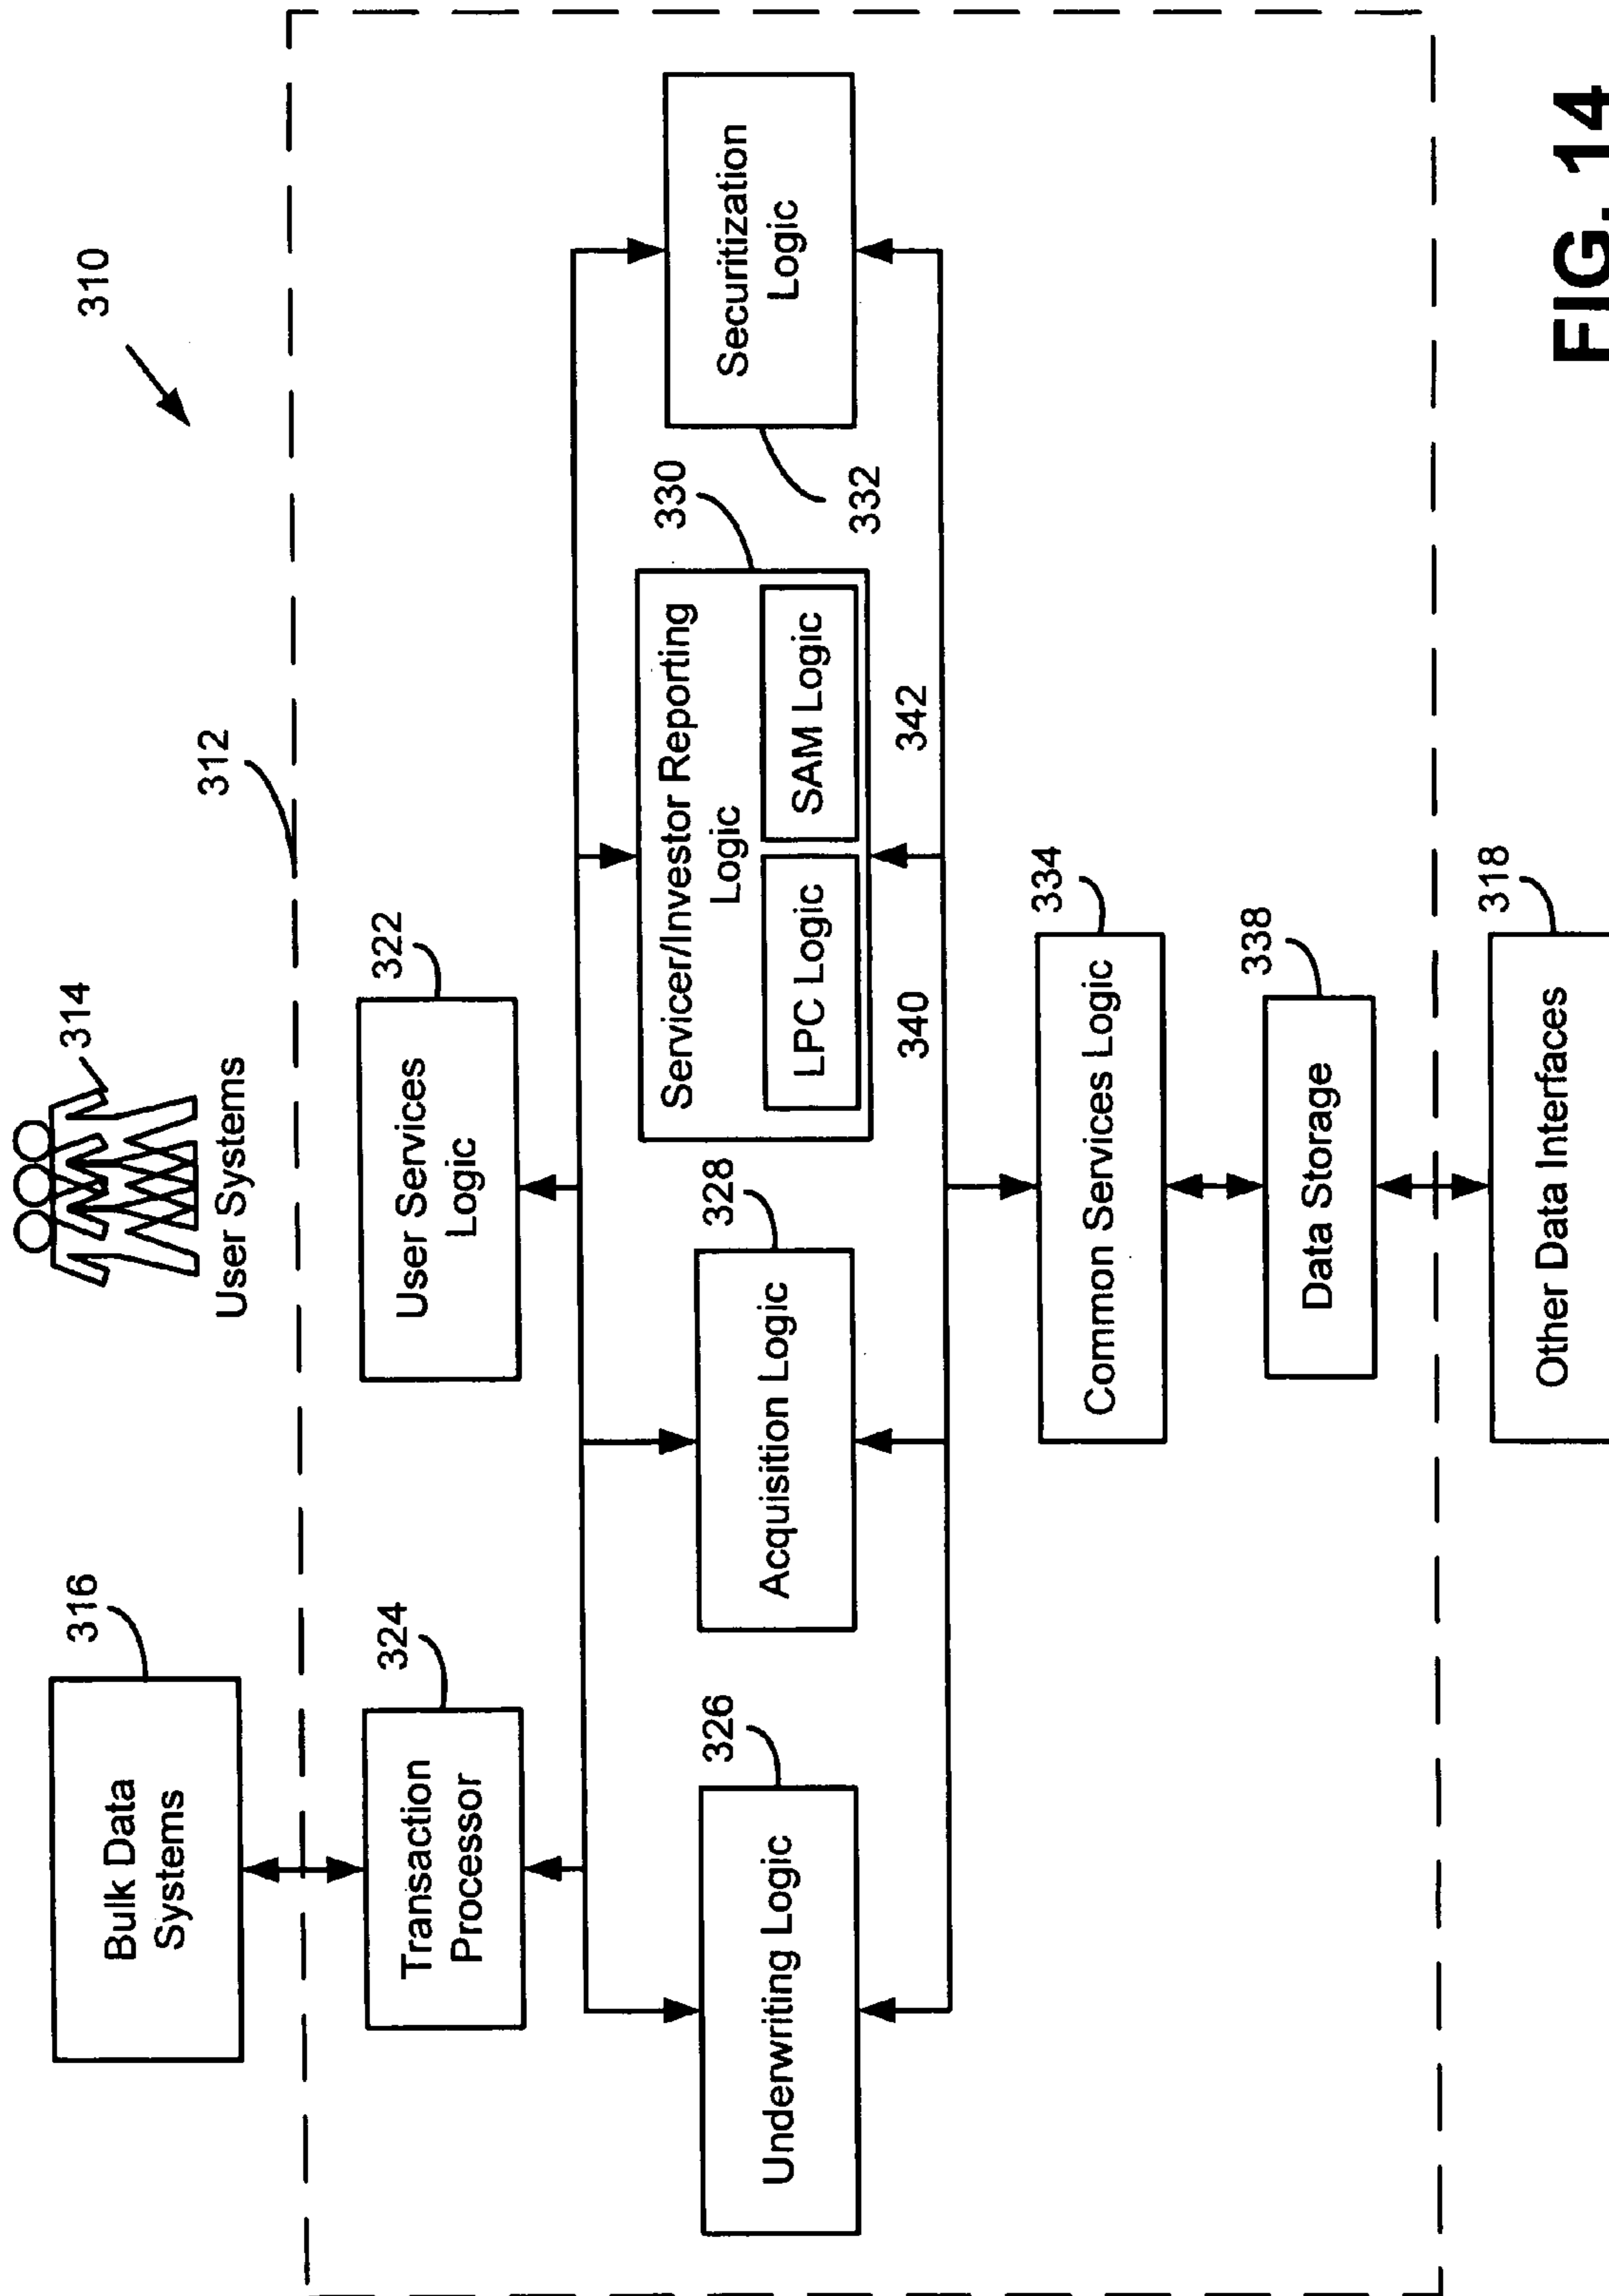 310
314
User Systems
316
Bulk Data
Systems
312
322
User Services
Logic
324
Transaction
Processor
326
Underwriting Logic
328
Acquisition Logic
330
Servicer/Investor Reporting
Logic
LPC Logic
SAM Logic
340
342
Securitization
Logic
332
334
Common Services Logic
338
Data Storage
318
Other Data Interfaces
FIG. 14